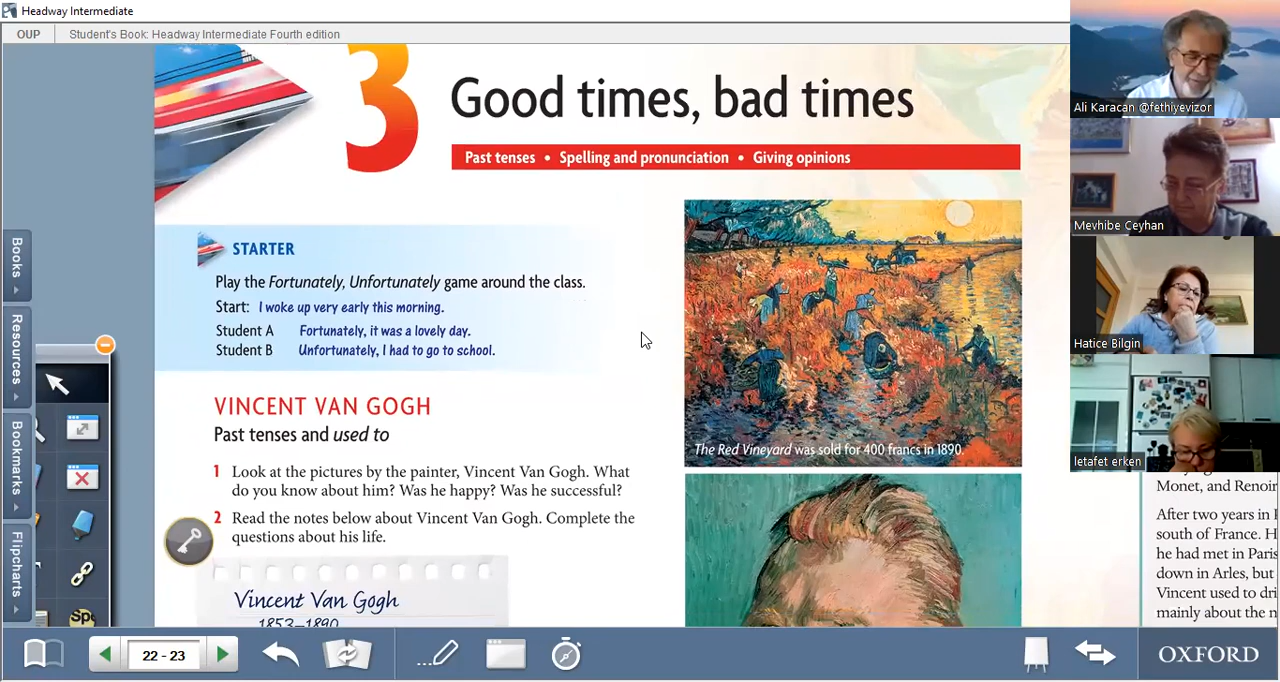 Headway Intermediate
OUP
Student's Book: Headway Intermediate Fourth edition
3
Good times, bad times
Past tenses • Spelling and pronunciation • Giving opinions
STARTER
Play the Fortunately, Unfortunately game around the class.
Start: I woke up very early this morning.
Student A Fortunately, it was a lovely day.
Student B Unfortunately, I had to go to school.
VINCENT VAN GOGH
Past tenses and used to
1 Look at the pictures by the painter, Vincent Van Gogh. What
do you know about him? Was he happy? Was he successful?
2 Read the notes below about Vincent Van Gogh. Complete the
questions about his life.
Vincent Van Gogh
1853–1890
The Red Vineyard was sold for 400 francs in 1890.
Monet, and Renoir
After two years in
south of France. H
he had met in Paris
down in Arles, but
Vincent used to dri
mainly about the n
Books
Resources
Bookmarks
Flipcharts
Ali Karacan @fethiyevizor
Mevhibe Ceyhan
Hatice Bilgin
letafet erken
22 - 23
OXFORD